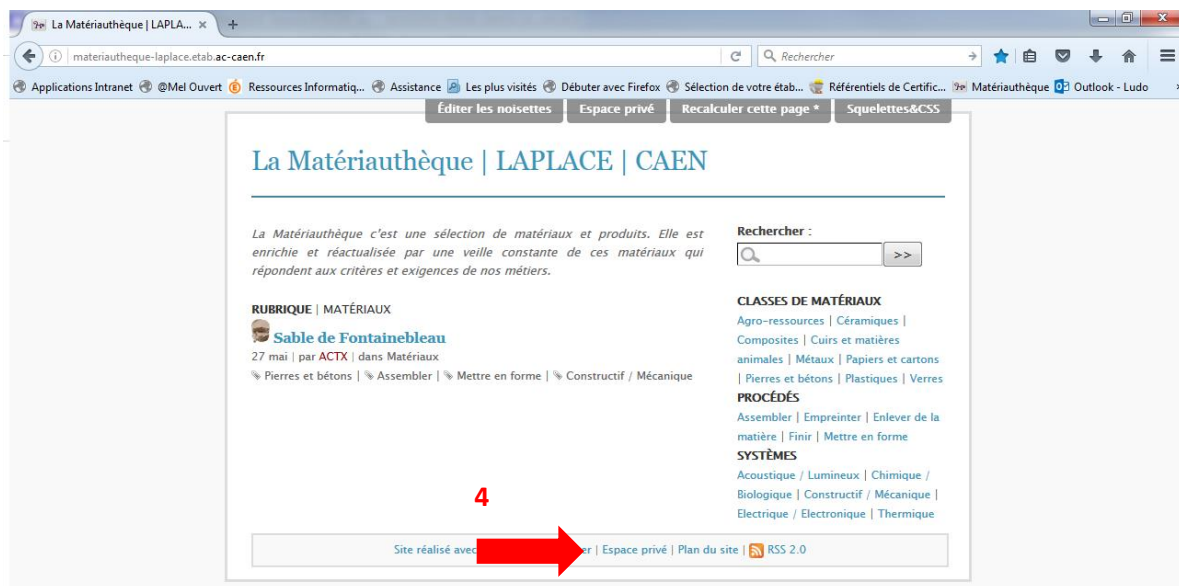 La Matériauthèque | LAPLA... × +
materiautheque-laplace.etab.ac-caen.fr Rechercher
Applications Intranet @Mel Ouvert Ressources Informatiq... Assistance Les plus visités Débuter avec Firefox Sélection de votre étab... Référentiels de Certific... Matériauthèque Outlook - Ludo
Éditer les noisettes Espace privé Recalculer cette page * Squelettes&CSS
La Matériauthèque | LAPLACE | CAEN
La Matériauthèque c'est une sélection de matériaux et produits. Elle est
enrichie et réactualisée par une veille constante de ces matériaux qui
répondent aux critères et exigences de nos métiers.
RUBRIQUE | MATÉRIAUX
Sable de Fontainebleau
27 mai | par ACTX | dans Matériaux
Pierres et bétons | Assembler | Mettre en forme | Constructif / Mécanique
Rechercher :
>>
CLASSES DE MATÉRIAUX
Agro-ressources | Céramiques |
Composites | Cuirs et matières
animales | Métaux | Papiers et cartons
| Pierres et bétons | Plastiques | Verres
PROCÉDÉS
Assembler | Empreinter | Enlever de la
matière | Finir | Mettre en forme
SYSTÈMES
Acoustique / Lumineux | Chimique /
Biologique | Constructif / Mécanique |
Electrique / Electronique | Thermique
4
Site réalisé avec er | Espace privé | Plan du site | RSS 2.0